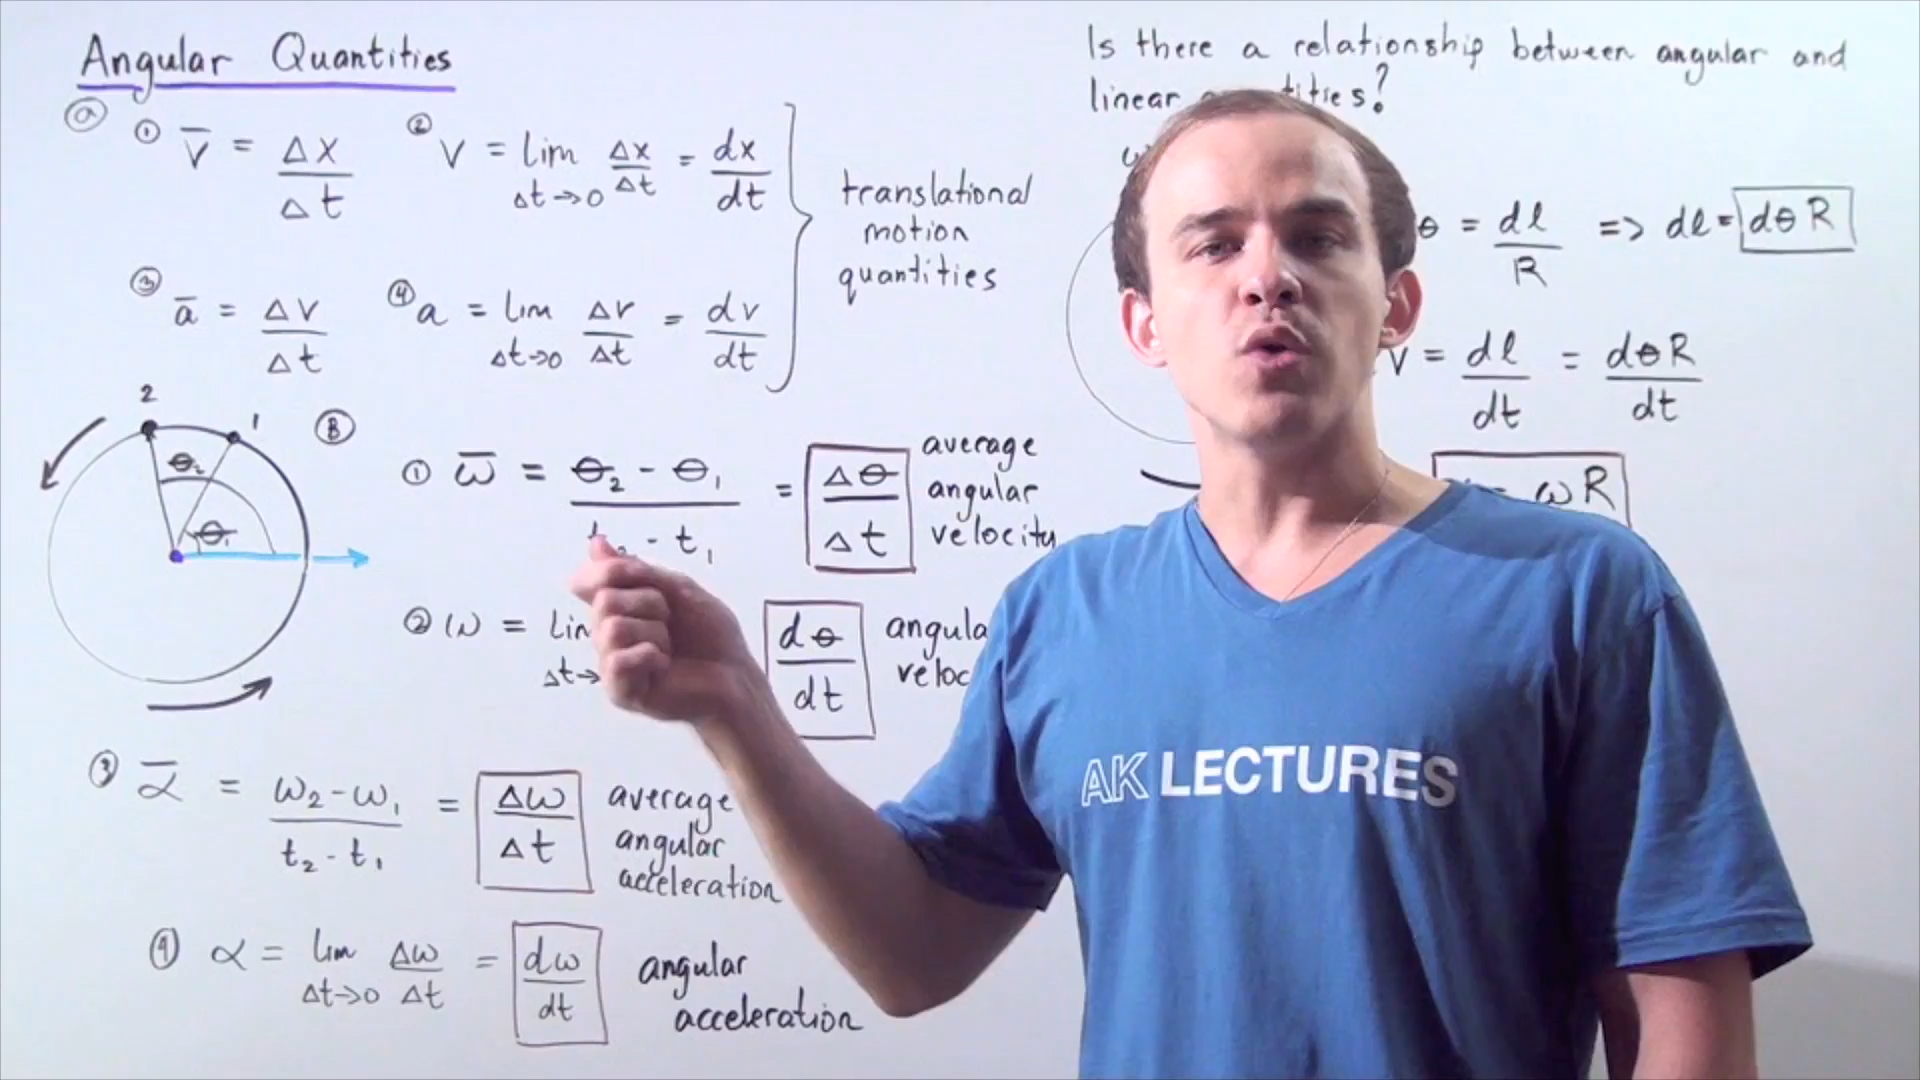 Angular Quantities
ⓐ
① v̅ = Δx/Δt
② v = lim Δt→0 Δx/Δt = dx/dt
③ a̅ = Δv/Δt
④ a = lim Δt→0 Δv/Δt = dv/dt
translational
motion
quantities
2
1
θ₂
θ₁
Ⓑ
① ω̅ = θ₂ - θ₁ / t₂ - t₁ = Δθ/Δt
average
angular
velocity
② ω = lim Δt→ dθ/dt
③ α̅ = ω₂ - ω₁ / t₂ - t₁ = Δω/Δt
average
angular
acceleration
④ α = lim Δt→0 Δω/Δt = dω/dt
angular
acceleration
Is there a relationship between angular and
linear
θ = dl/R => dl = dθ R
v = dl/dt = dθR/dt
ωR
AK LECTURES